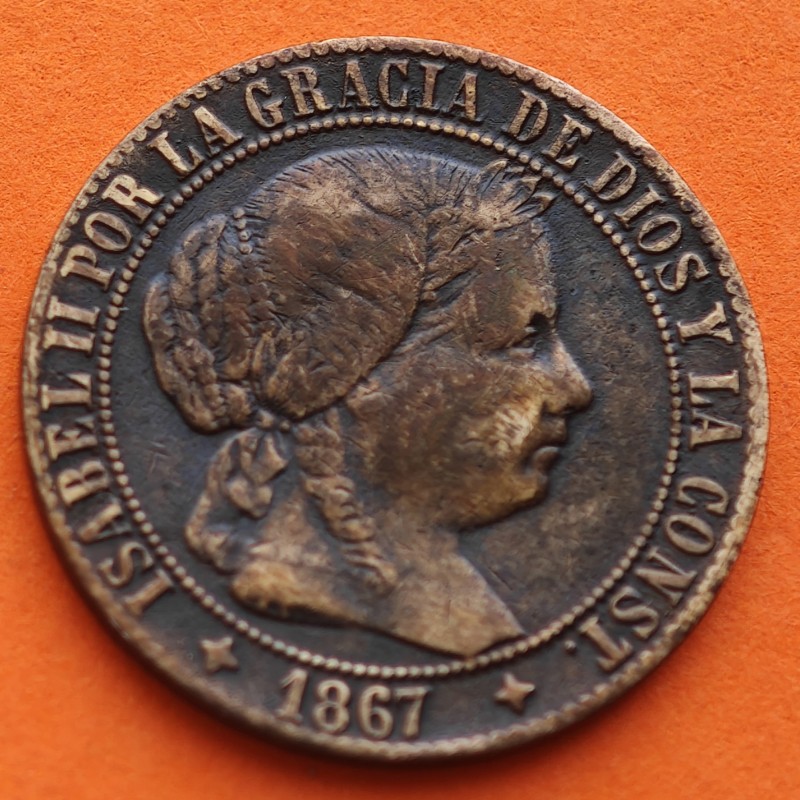 ISABEL II POR LA GRACIA DE DIOS Y LA CONST.
1867